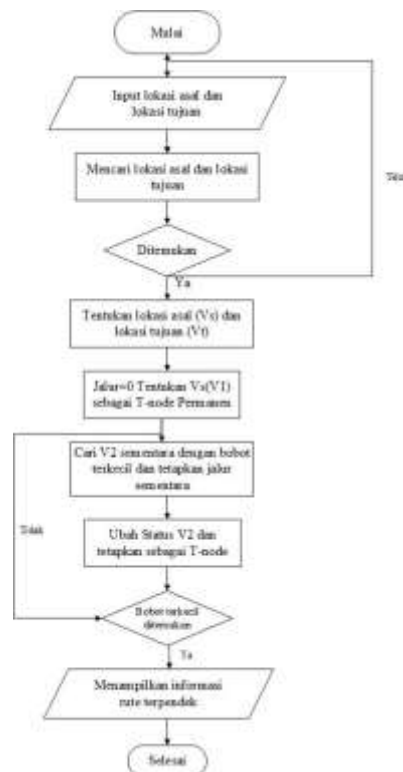 Mulai
Input lokasi asal dan
lokasi tujuan
Mencari lokasi asal dan lokasi
tujuan
Tidak
Ditemukan
Ya
Tentukan lokasi asal (Vs) dan
lokasi tujuan (Vt)
Jalur=0 Tentukan Vs(V1)
sebagai T-node Permanen
Cari V2 sementara dengan bobot
terkecil dan tetapkan jalur
sementara
Tidak
Ubah Status V2 dan
tetapkan sebagai T-node
Bobot terkecil
ditemukan
Ya
Menampilkan informasi
rute terpendek
Selesai